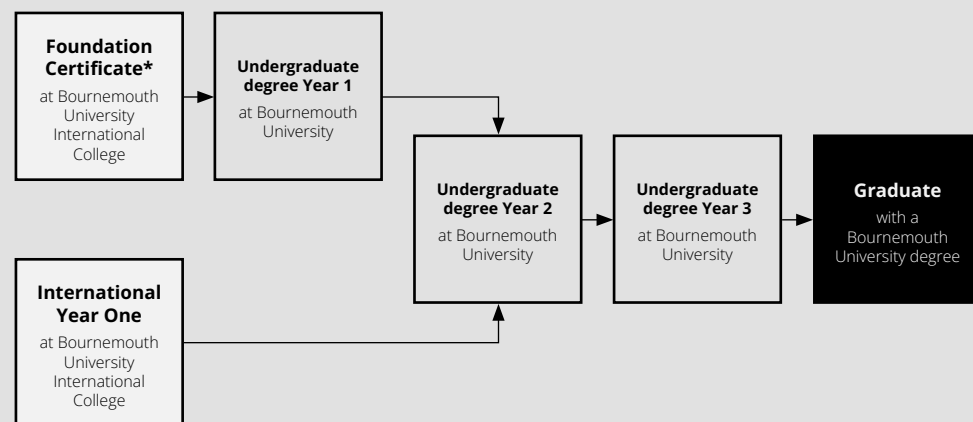 Foundation
Certificate*
at Bournemouth
University
International
College
Undergraduate
degree Year 1
at Bournemouth
University
Undergraduate
degree Year 2
at Bournemouth
University
Undergraduate
degree Year 3
at Bournemouth
University
Graduate
with a
Bournemouth
University degree
International
Year One
at Bournemouth
University
International
College